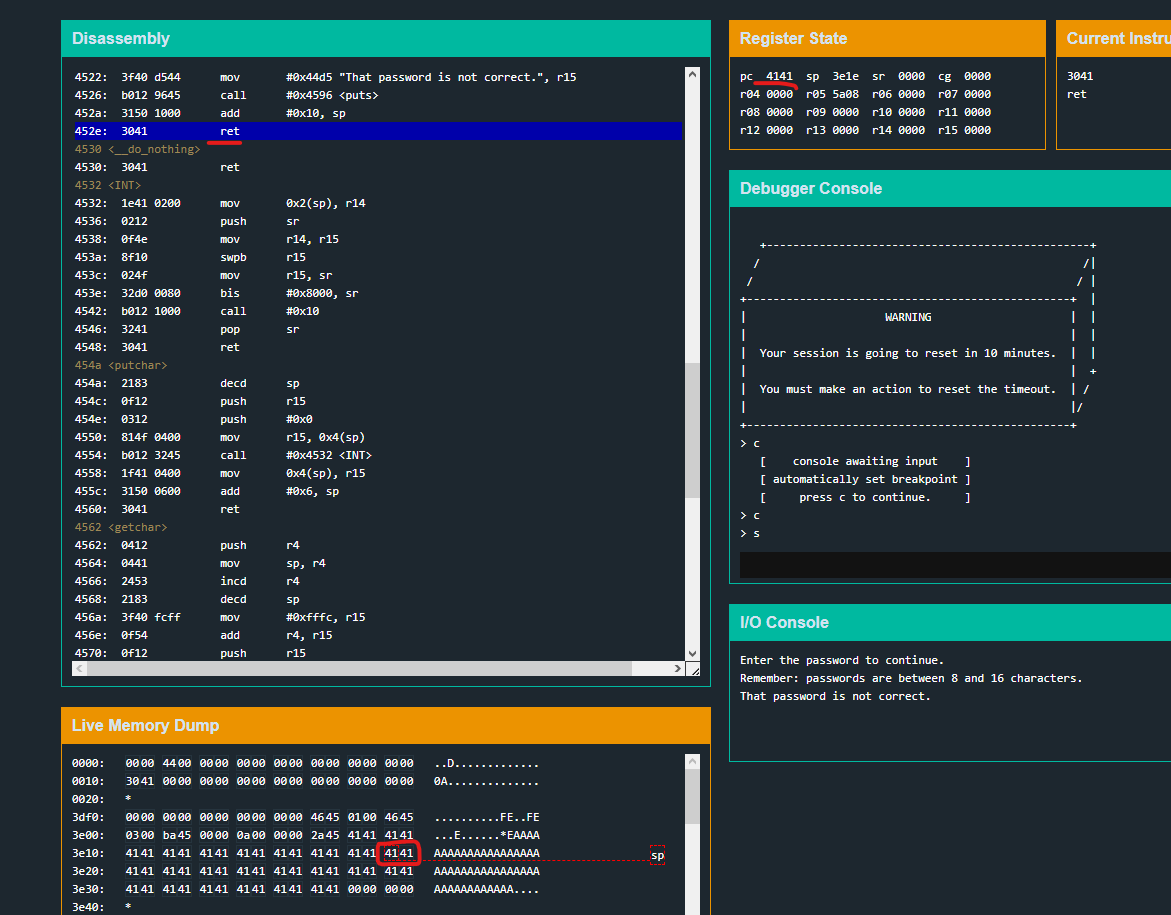 Disassembly
4522: 3f40 d544 mov #0x44d5 "That password is not correct.", r15
4526: b012 9645 call #0x4596 <puts>
452a: 3150 1000 add #0x10, sp
452e: 3041 ret
4530 <__do_nothing>
4530: 3041 ret
4532 <INT>
4532: 1e41 0200 mov 0x2(sp), r14
4536: 0212 push sr
4538: 0f4e mov r14, r15
453a: 8f10 swpb r15
453c: 024f mov r15, sr
453e: 32d0 0080 bis #0x8000, sr
4542: b012 1000 call #0x10
4546: 3241 pop sr
4548: 3041 ret
454a <putchar>
454a: 2183 decd sp
454c: 0f12 push r15
454e: 0312 push #0x0
4550: 814f 0400 mov r15, 0x4(sp)
4554: b012 3245 call #0x4532 <INT>
4558: 1f41 0400 mov 0x4(sp), r15
455c: 3150 0600 add #0x6, sp
4560: 3041 ret
4562 <getchar>
4562: 0412 push r4
4564: 0441 mov sp, r4
4566: 2453 incd r4
4568: 2183 decd sp
456a: 3f40 fcff mov #0xfffc, r15
456e: 0f54 add r4, r15
4570: 0f12 push r15
Live Memory Dump
0000: 0000 4400 0000 0000 0000 0000 0000 0000 ..D.............
0010: 3041 0000 0000 0000 0000 0000 0000 0000 0A..............
0020: *
3df0: 0000 0000 0000 0000 0000 4645 0100 4645 ..........FE..FE
3e00: 0300 ba45 0000 0a00 0000 2a45 4141 4141 ...E......*EAAAA
3e10: 4141 4141 4141 4141 4141 4141 4141 4141 AAAAAAAAAAAAAAAA sp
3e20: 4141 4141 4141 4141 4141 4141 4141 4141 AAAAAAAAAAAAAAAA
3e30: 4141 4141 4141 4141 4141 4141 0000 0000 AAAAAAAAAAAA....
3e40: *
Register State
pc 4141 sp 3e1e sr 0000 cg 0000
r04 0000 r05 5a08 r06 0000 r07 0000
r08 0000 r09 0000 r10 0000 r11 0000
r12 0000 r13 0000 r14 0000 r15 0000
Current Instru
3041
ret
Debugger Console
WARNING
Your session is going to reset in 10 minutes.
You must make an action to reset the timeout.
> c
[ console awaiting input ]
[ automatically set breakpoint ]
[ press c to continue. ]
> c
> s
I/O Console
Enter the password to continue.
Remember: passwords are between 8 and 16 characters.
That password is not correct.